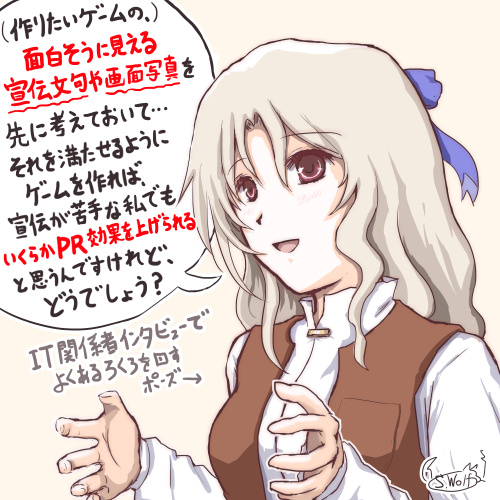 (作りたいゲームの、)
面白そうに見える
宣伝文句や画面写真を
先に考えておいて…
それを満たせるように
ゲームを作れば、
宣伝が苦手な私でも
いくらかPR効果を上げられる
と思うんですけれど、
どうでしょう?
IT関係者インタビューで
よくあるろくろを回す
ポーズ→
S.Wolf